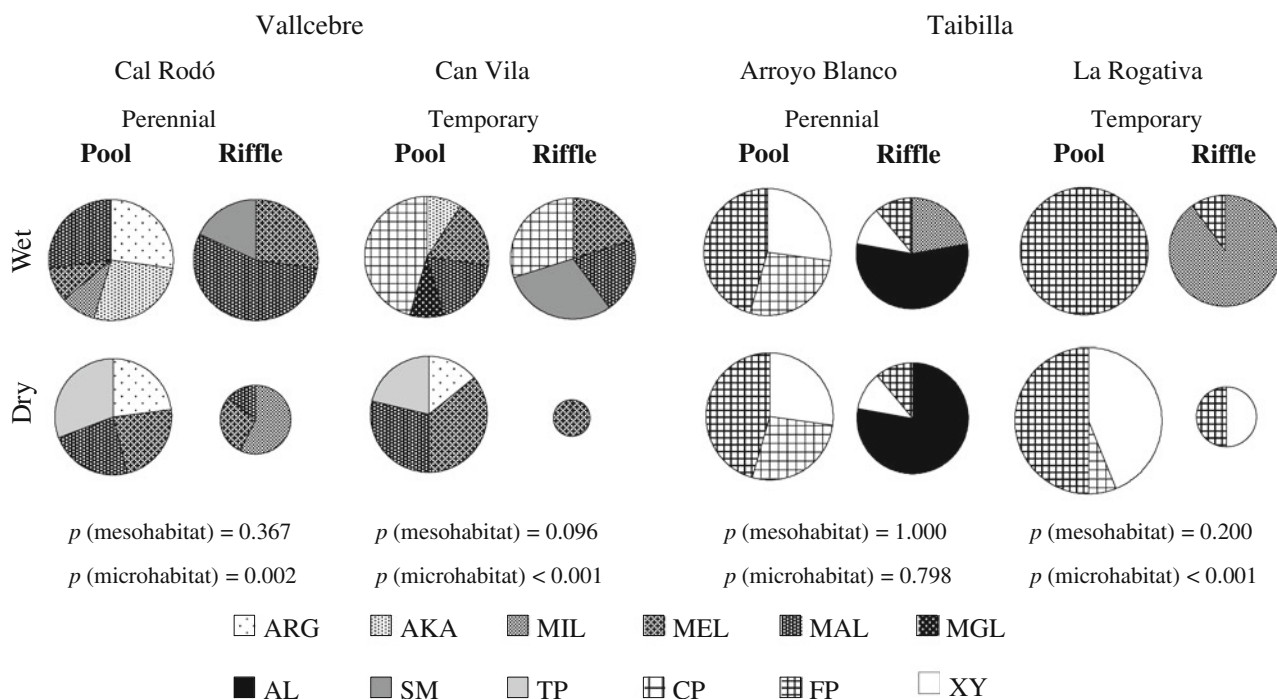 Vallcebre Taibilla
Cal Rodó Can Vila Arroyo Blanco La Rogativa
Perennial Temporary Perennial Temporary
Pool Riffle Pool Riffle Pool Riffle Pool Riffle
Wet
Dry
p (mesohabitat) = 0.367 p (mesohabitat) = 0.096 p (mesohabitat) = 1.000 p (mesohabitat) = 0.200
p (microhabitat) = 0.002 p (microhabitat) < 0.001 p (microhabitat) = 0.798 p (microhabitat) < 0.001
ARG AKA MIL MEL MAL MGL
AL SM TP CP FP XY